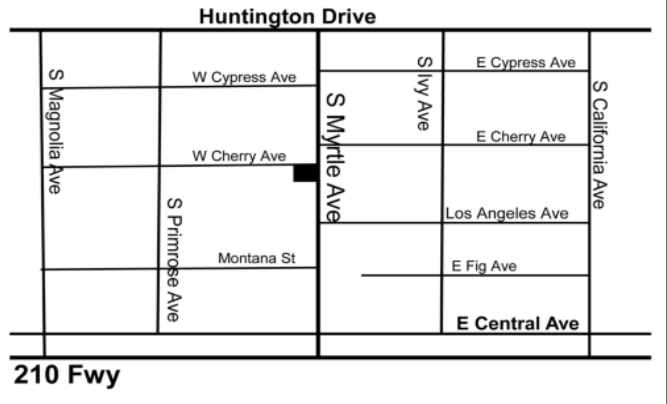 Huntington Drive
S Magnolia Ave
W Cypress Ave
S Ivy Ave
E Cypress Ave
S California Ave
S Myrtle Ave
E Cherry Ave
W Cherry Ave
S Primrose Ave
Los Angeles Ave
Montana St
E Fig Ave
E Central Ave
210 Fwy